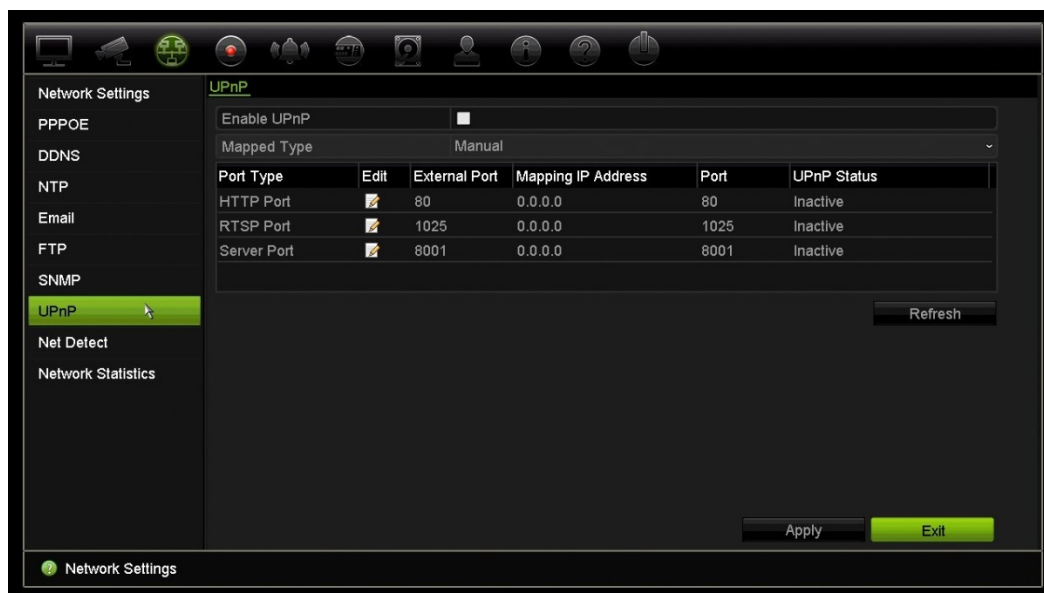 Network Settings
PPPOE
DDNS
NTP
Email
FTP
SNMP
UPnP
Net Detect
Network Statistics
UPnP
Enable UPnP
Mapped Type Manual
Port Type Edit External Port Mapping IP Address Port UPnP Status
HTTP Port 80 0.0.0.0 80 Inactive
RTSP Port 1025 0.0.0.0 1025 Inactive
Server Port 8001 0.0.0.0 8001 Inactive
Refresh
Apply Exit
? Network Settings